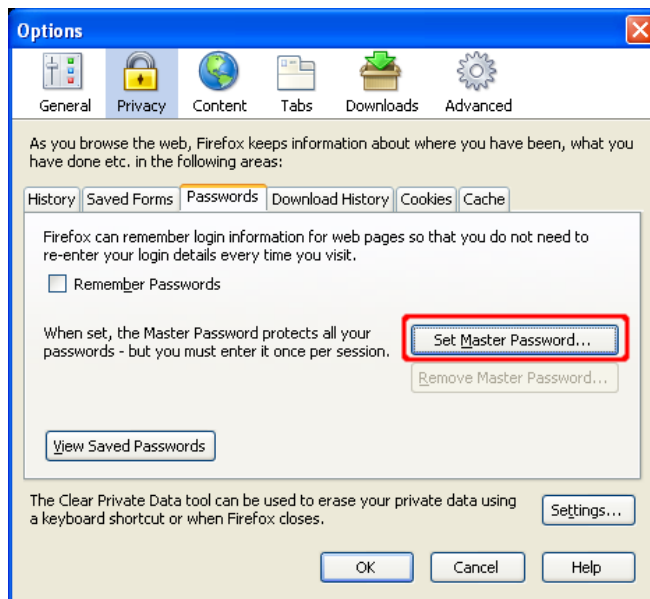 Options
General Privacy Content Tabs Downloads Advanced
As you browse the web, Firefox keeps information about where you have been, what you
have done etc. in the following areas:
History Saved Forms Passwords Download History Cookies Cache
Firefox can remember login information for web pages so that you do not need to
re-enter your login details every time you visit.
Remember Passwords
When set, the Master Password protects all your
passwords - but you must enter it once per session.
Set Master Password...
Remove Master Password...
View Saved Passwords
The Clear Private Data tool can be used to erase your private data using
a keyboard shortcut or when Firefox closes.
Settings...
OK Cancel Help